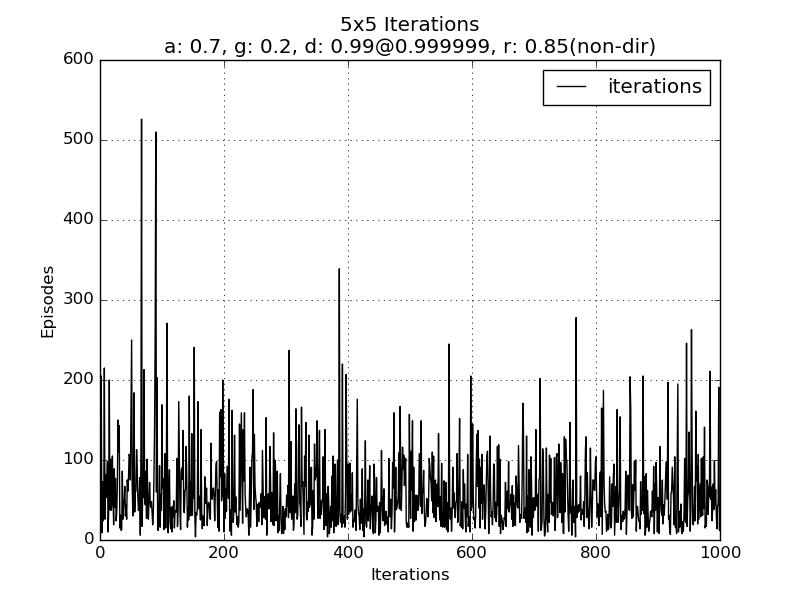 5x5 Iterations
a: 0.7, g: 0.2, d: 0.99@0.999999, r: 0.85(non-dir)
600
iterations
500
400
300
200
100
0
Episodes
0 200 400 600 800 1000
Iterations